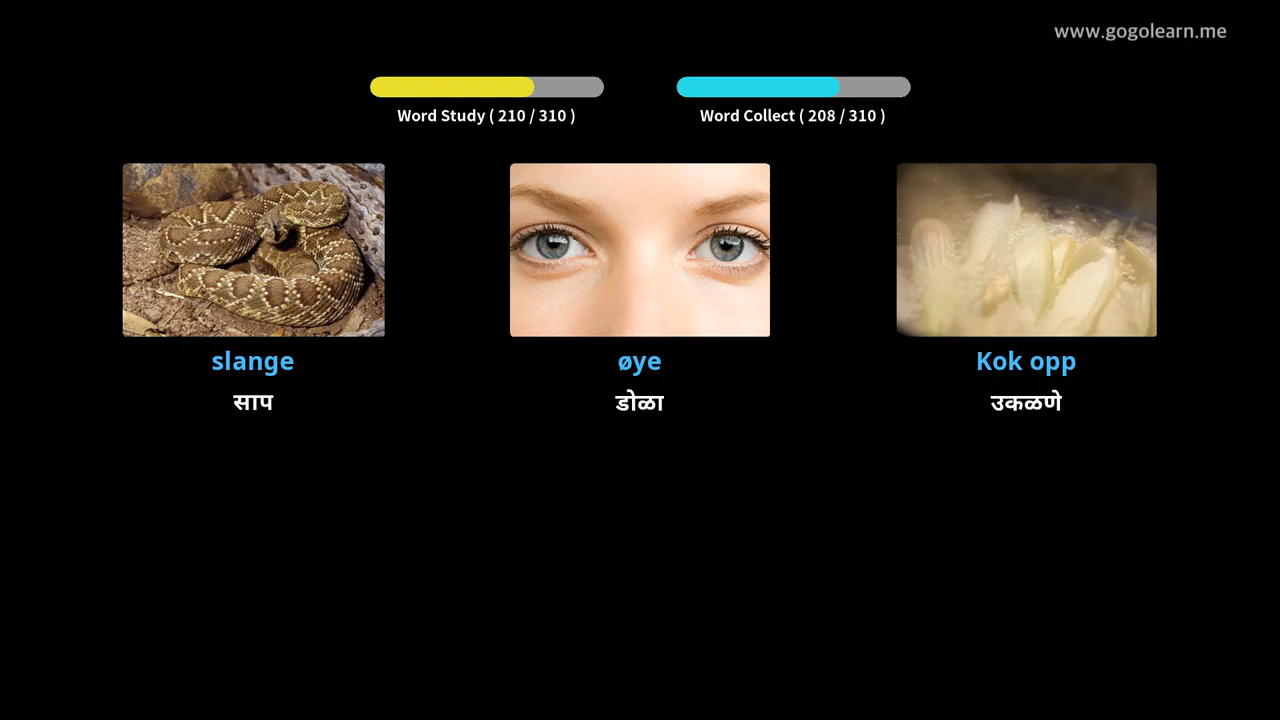 www.gogolearn.me
Word Study ( 210 / 310 )
Word Collect ( 208 / 310 )
slange
øye
Kok opp
साप
डोळा
उकळणे